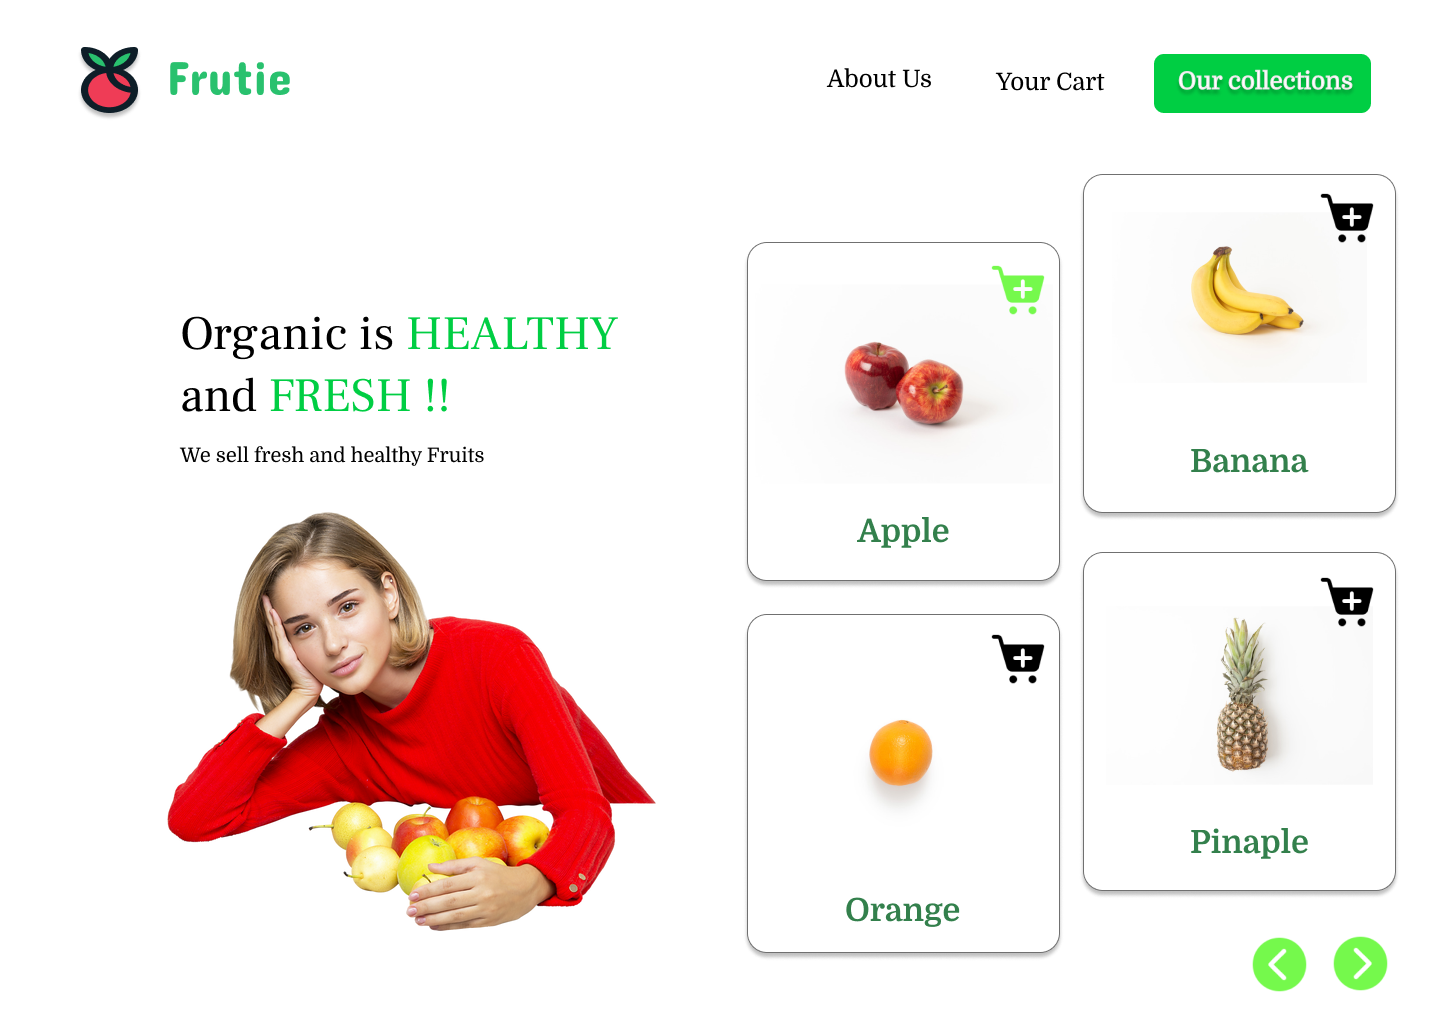 Frutie
About Us
Your Cart
Our collections
Organic is HEALTHY
and FRESH !!
We sell fresh and healthy Fruits
Apple
Banana
Orange
Pinaple